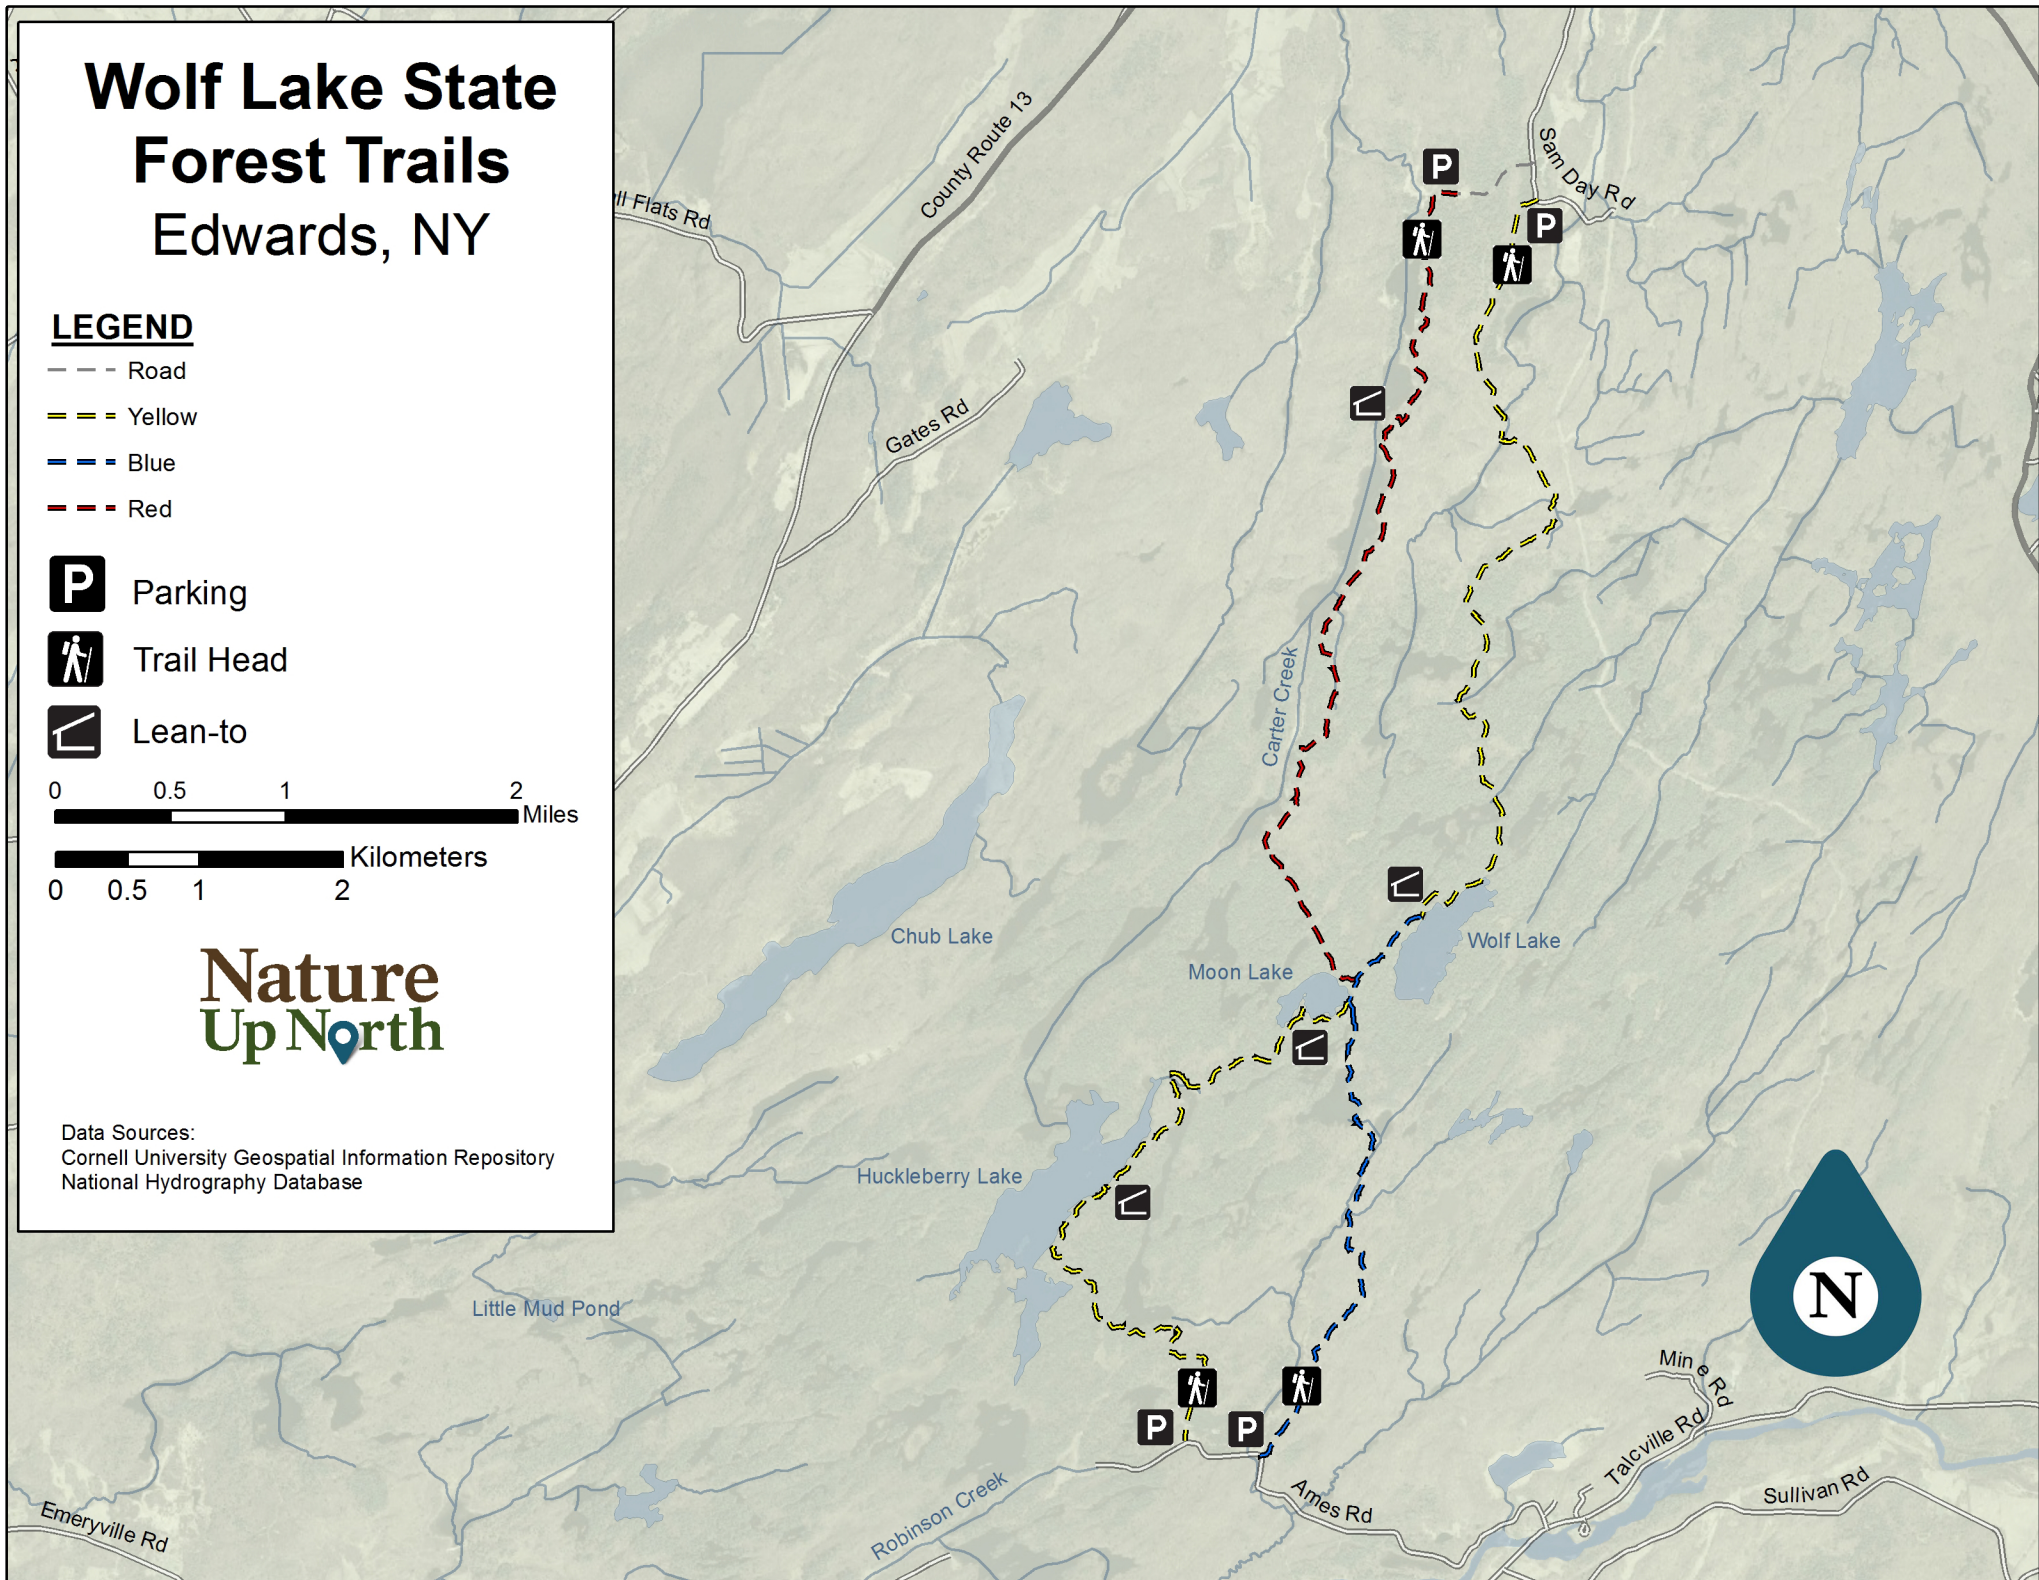 Wolf Lake State
Forest Trails
Edwards, NY
LEGEND
Road
Yellow
Blue
Red
P Parking
Trail Head
Lean-to
0 0.5 1 2
Miles
Kilometers
0 0.5 1 2
Nature
Up North
Data Sources:
Cornell University Geospatial Information Repository
National Hydrography Database
ll Flats Rd
County Route 13
Gates Rd
P
Sam Day Rd
P
Carter Creek
Chub Lake
Wolf Lake
Moon Lake
Huckleberry Lake
Little Mud Pond
N
P
P
Mine Rd
Talcville Rd
Sullivan Rd
Ames Rd
Robinson Creek
Emeryville Rd